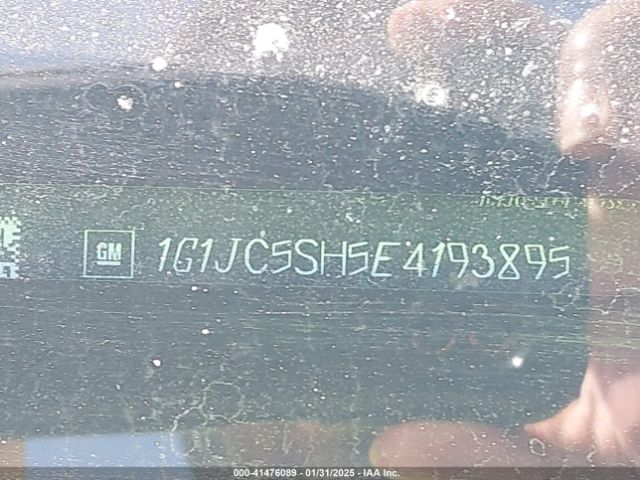 GM 1G1JC5SH5E4193895
000-41476089 - 01/31/2025 - IAA Inc.